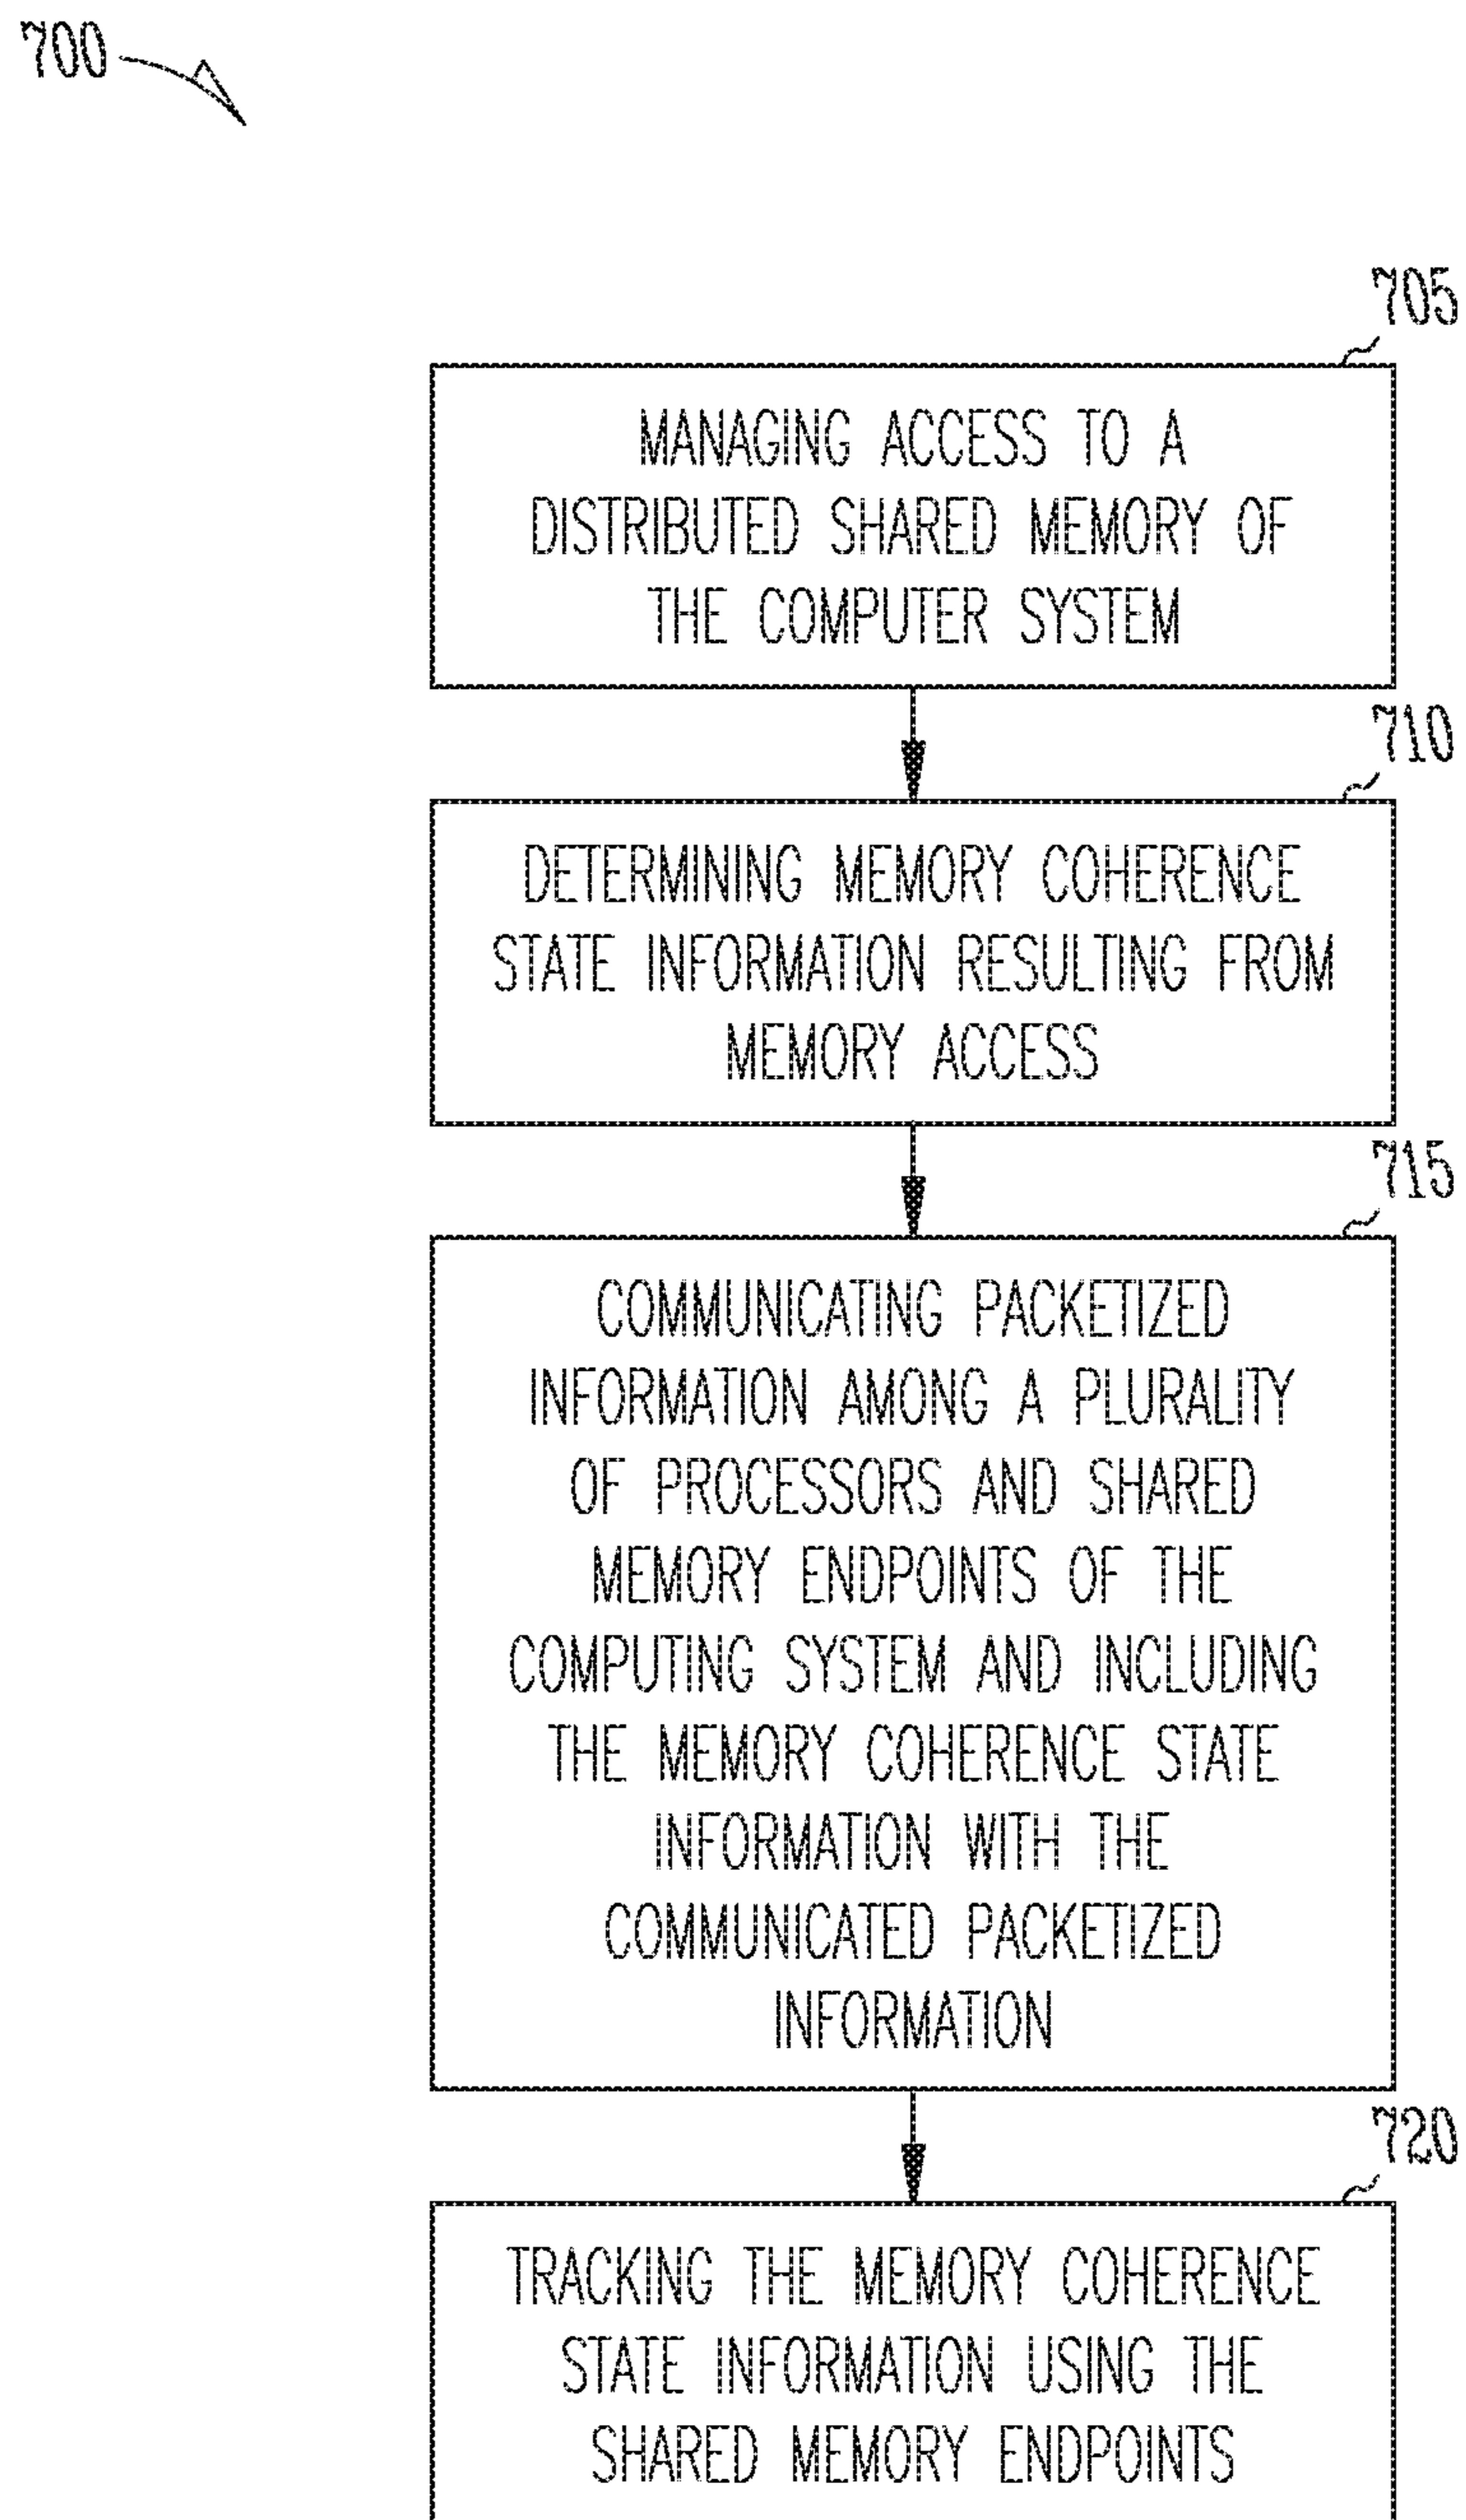 700
705
MANAGING ACCESS TO A
DISTRIBUTED SHARED MEMORY OF
THE COMPUTER SYSTEM
710
DETERMINING MEMORY COHERENCE
STATE INFORMATION RESULTING FROM
MEMORY ACCESS
715
COMMUNICATING PACKETIZED
INFORMATION AMONG A PLURALITY
OF PROCESSORS AND SHARED
MEMORY ENDPOINTS OF THE
COMPUTING SYSTEM AND INCLUDING
THE MEMORY COHERENCE STATE
INFORMATION WITH THE
COMMUNICATED PACKETIZED
INFORMATION
720
TRACKING THE MEMORY COHERENCE
STATE INFORMATION USING THE
SHARED MEMORY ENDPOINTS